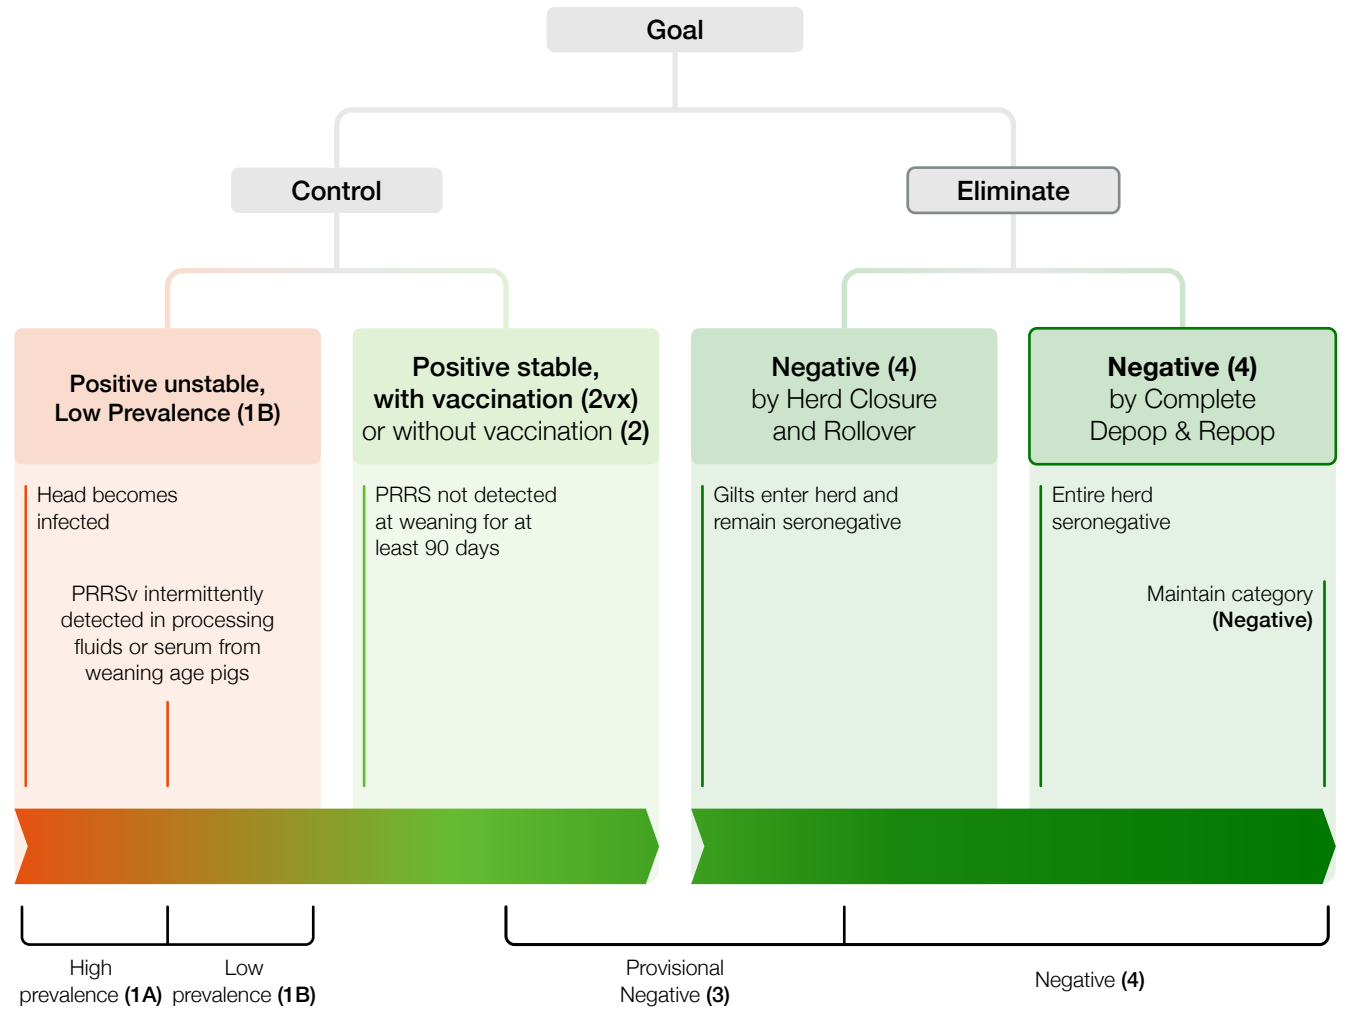 Goal
Control
Eliminate
Positive unstable,
Low Prevalence (1B)
Positive stable,
with vaccination (2vx)
or without vaccination (2)
Negative (4)
by Herd Closure
and Rollover
Negative (4)
by Complete
Depop & Repop
Head becomes
infected
PRRSv intermittently
detected in processing
fluids or serum from
weaning age pigs
PRRS not detected
at weaning for at
least 90 days
Gilts enter herd and
remain seronegative
Entire herd
seronegative
Maintain category
(Negative)
High
prevalence (1A)
Low
prevalence (1B)
Provisional
Negative (3)
Negative (4)